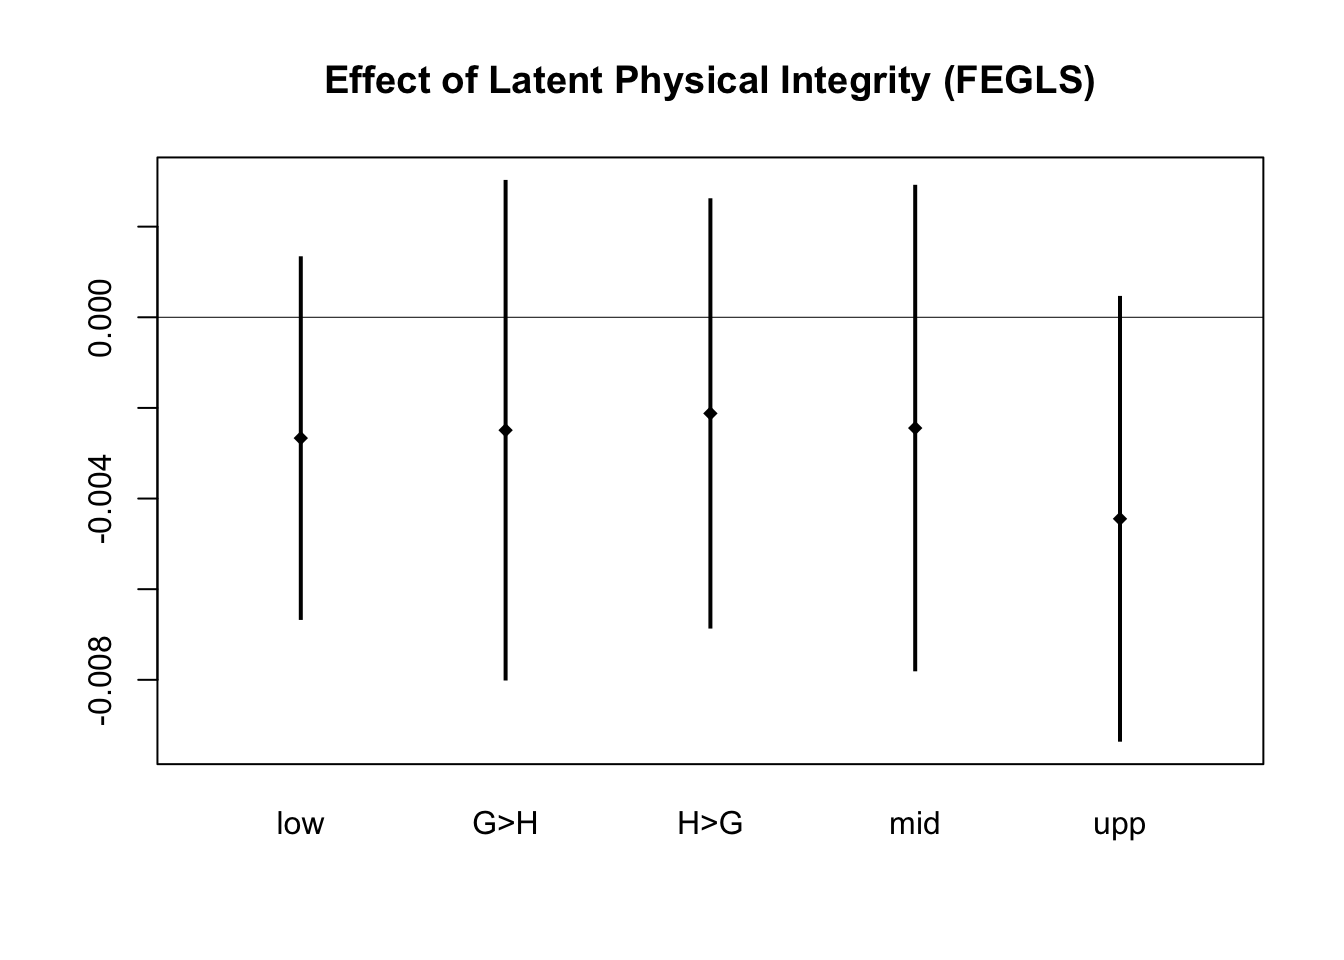 Effect of Latent Physical Integrity (FEGLS)
0.000
-0.004
-0.008
low G>H H>G mid upp